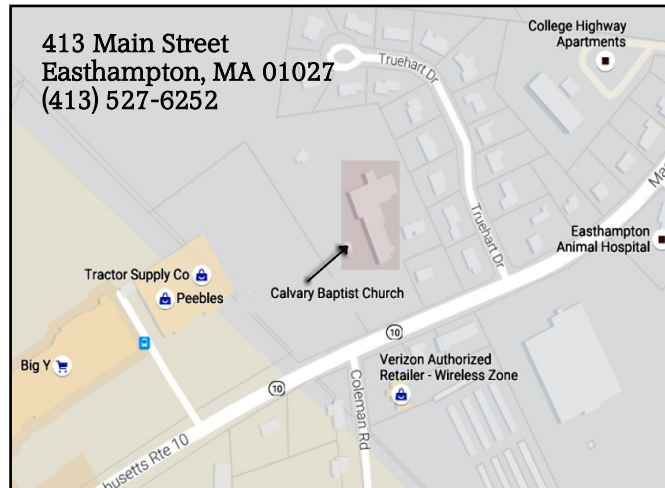 413 Main Street
Easthampton, MA 01027
(413) 527-6252
College Highway
Apartments
Truehart Dr
Truehart Dr
Easthampton
Animal Hospital
Tractor Supply Co
Peebles
Calvary Baptist Church
10
Verizon Authorized
Retailer - Wireless Zone
Big Y
10
Coleman Rd
husetts Rte 10